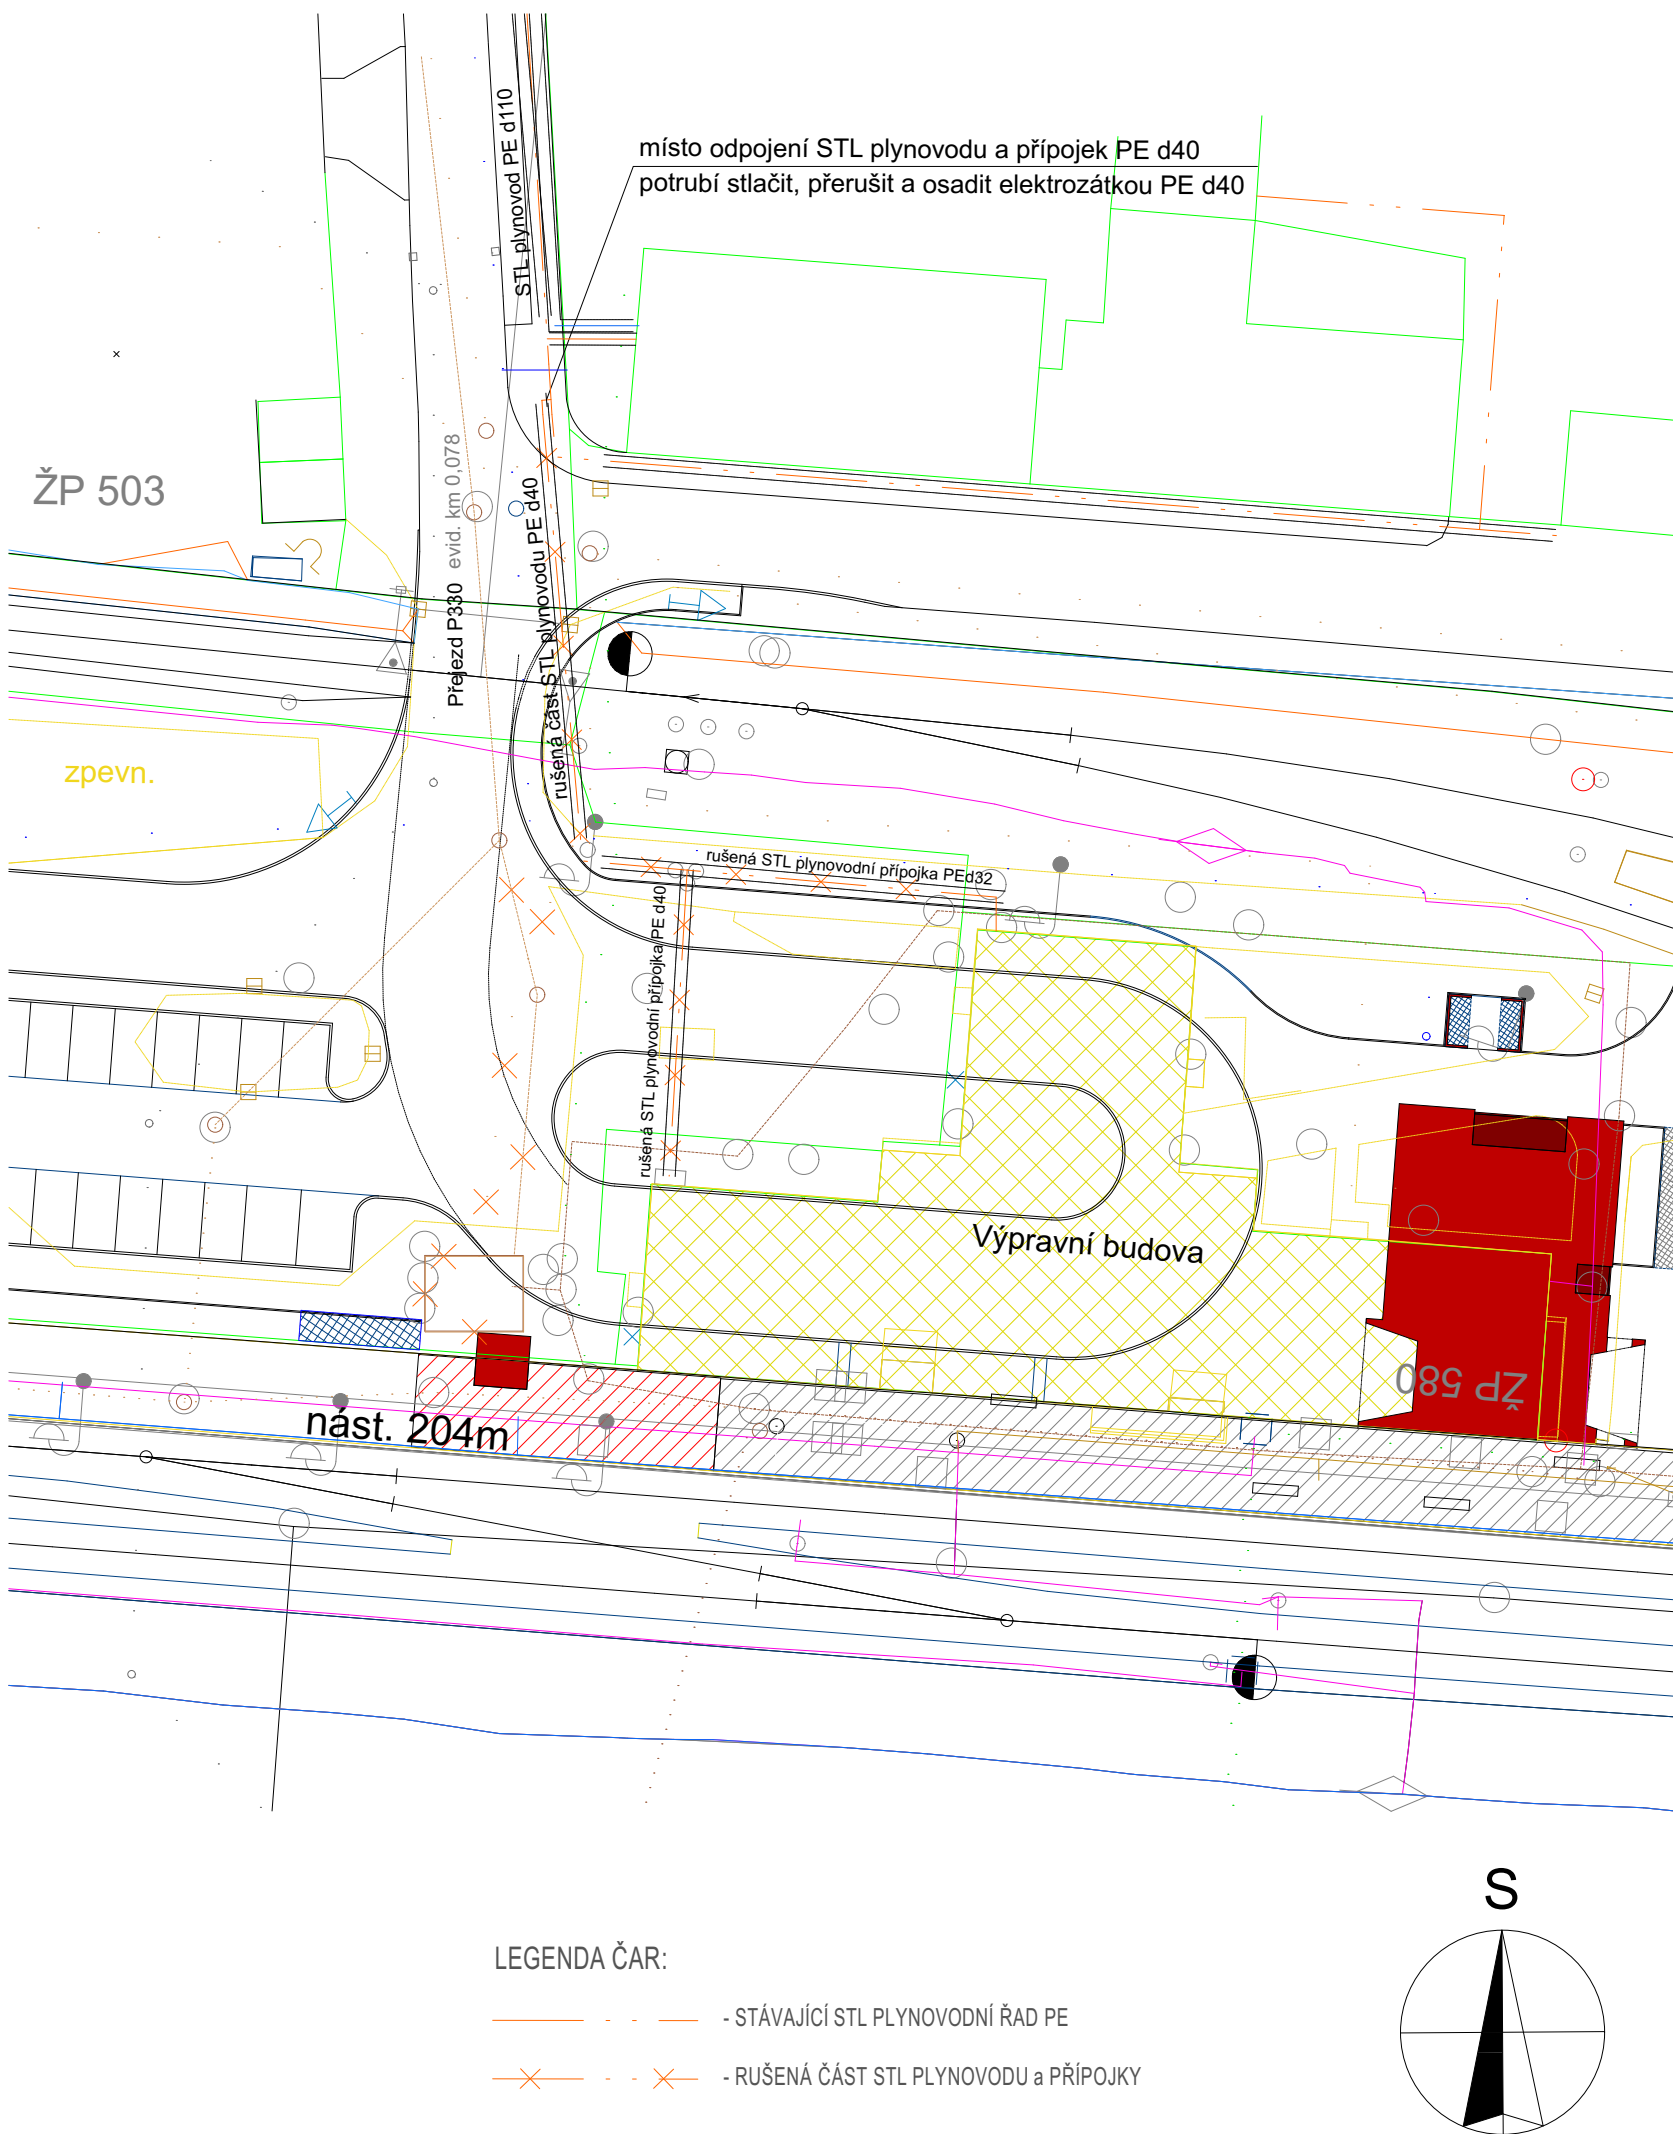 STL plynovod PE d110
místo odpojení STL plynovodu a přípojek PE d40
potrubí stlačit, přerušit a osadit elektrozátkou PE d40
ŽP 503
Přejezd P330 evid. km 0,078
rušená část STL plynovodu PE d40
zpevn.
rušená STL plynovodní přípojka PEd32
rušená STL plynovodní přípojka PE d40
Výpravní budova
ŽP 580
nást. 204m
S
LEGENDA ČAR:
- STÁVAJÍCÍ STL PLYNOVODNÍ ŘAD PE
- RUŠENÁ ČÁST STL PLYNOVODU a PŘÍPOJKY